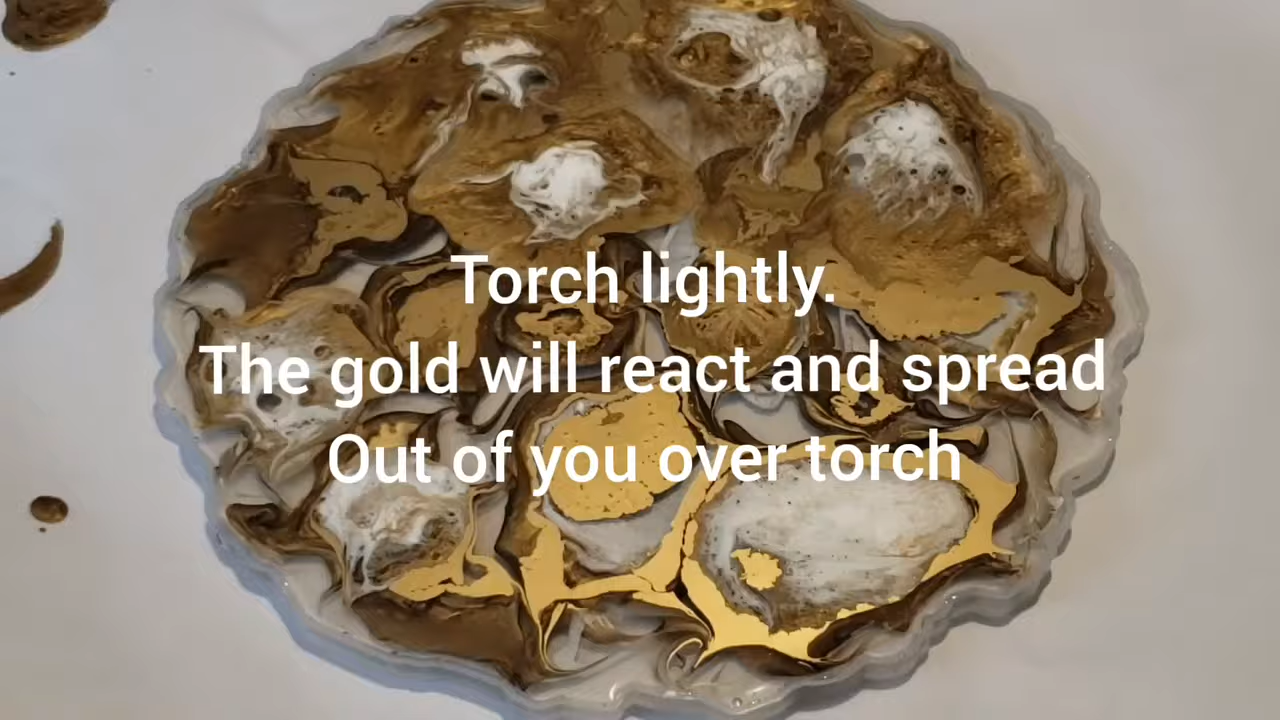 Torch lightly.
The gold will react and spread
Out of you over torch